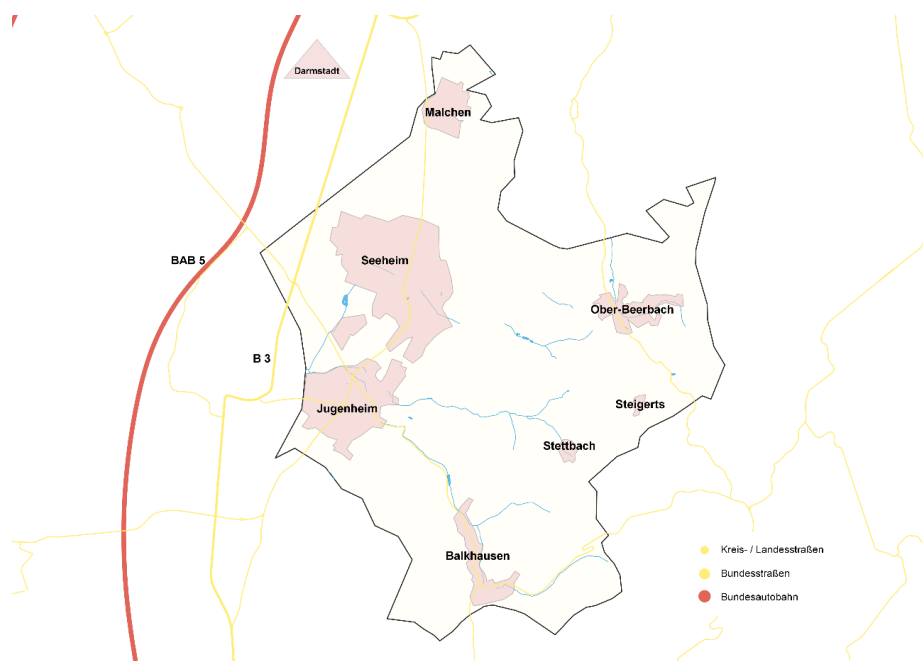 Darmstadt
Malchen
Seeheim
BAB 5
Ober-Beerbach
B 3
Steigerts
Jugenheim
Stettbach
Balkhausen
Kreis- / Landesstraßen
Bundesstraßen
Bundesautobahn